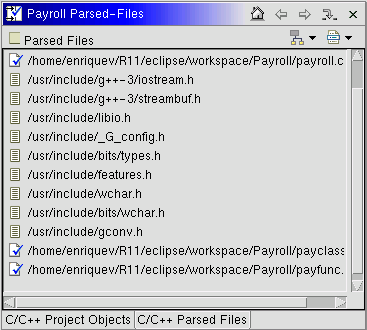 Payroll Parsed-Files
Parsed Files
/home/enriquev/R11/eclipse/workspace/Payroll/payroll.c
/usr/include/g++-3/iostream.h
/usr/include/g++-3/streambuf.h
/usr/include/libio.h
/usr/include/_G_config.h
/usr/include/bits/types.h
/usr/include/features.h
/usr/include/wchar.h
/usr/include/bits/wchar.h
/usr/include/gconv.h
/home/enriquev/R11/eclipse/workspace/Payroll/payclass
/home/enriquev/R11/eclipse/workspace/Payroll/payfunc.
C/C++ Project Objects C/C++ Parsed Files